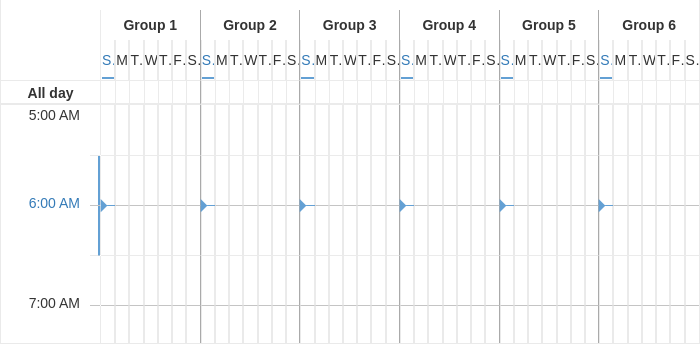 Group 1 Group 2 Group 3 Group 4 Group 5 Group 6
S. M T. W T. F. S. S. M T. W T. F. S. S. M T. W T. F. S. S. M T. W T. F. S. S. M T. W T. F. S. S. M T. W T. F. S.
All day
5:00 AM
6:00 AM
7:00 AM